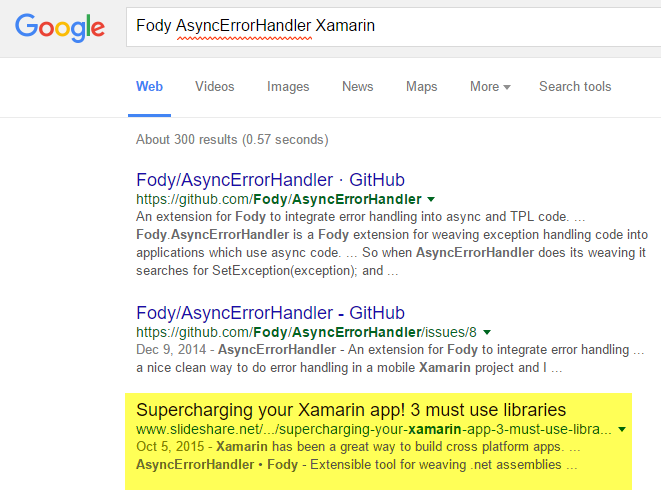 Google
Fody AsyncErrorHandler Xamarin
Web Videos Images News Maps More Search tools
About 300 results (0.57 seconds)
Fody/AsyncErrorHandler · GitHub
https://github.com/Fody/AsyncErrorHandler
An extension for Fody to integrate error handling into async and TPL code. ...
Fody.AsyncErrorHandler is a Fody extension for weaving exception handling code into
applications which use async code. ... So when AsyncErrorHandler does its weaving it
searches for SetException(exception); and ...
Fody/AsyncErrorHandler - GitHub
https://github.com/Fody/AsyncErrorHandler/issues/8
Dec 9, 2014 - AsyncErrorHandler - An extension for Fody to integrate error handling ...
a nice clean way to do error handling in a mobile Xamarin project and I ...
Supercharging your Xamarin app! 3 must use libraries
www.slideshare.net/.../supercharging-your-xamarin-app-3-must-use-libra...
Oct 5, 2015 - Xamarin has been a great way to build cross platform apps. ...
AsyncErrorHandler • Fody - Extensible tool for weaving .net assemblies ...